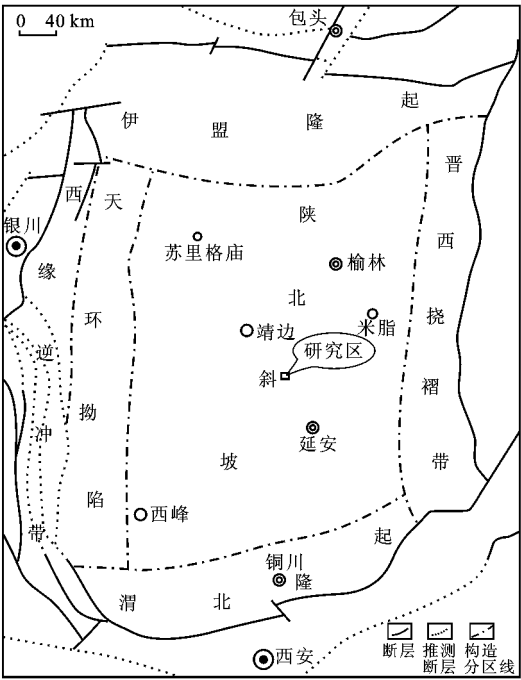 0 40 km
包头
伊盟隆起
西缘逆冲带
天环拗陷
陕北斜坡
晋西挠褶带
银川
苏里格庙
榆林
米脂
靖边
研究区
延安
西峰
铜川
渭北隆起
西安
断层
推测断层
构造分区线